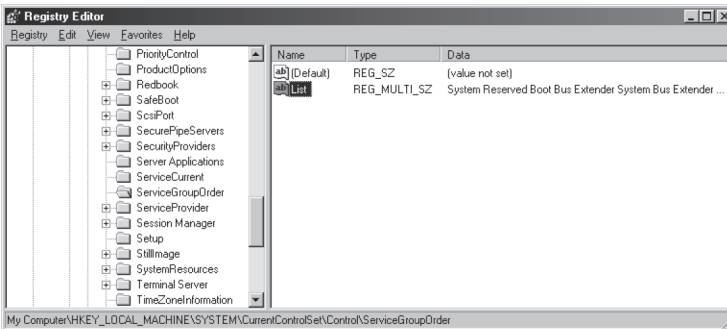 Registry Editor
Registry Edit View Favorites Help
PriorityControl
ProductOptions
Redbook
SafeBoot
ScsiPort
SecurePipeServers
SecurityProviders
Server Applications
ServiceCurrent
ServiceGroupOrder
ServiceProvider
Session Manager
Setup
StillImage
SystemResources
Terminal Server
TimeZoneInformation
Name Type Data
ab (Default) REG_SZ (value not set)
ab List REG_MULTI_SZ System Reserved Boot Bus Extender System Bus Extender ...
My Computer\HKEY_LOCAL_MACHINE\SYSTEM\CurrentControlSet\Control\ServiceGroupOrder